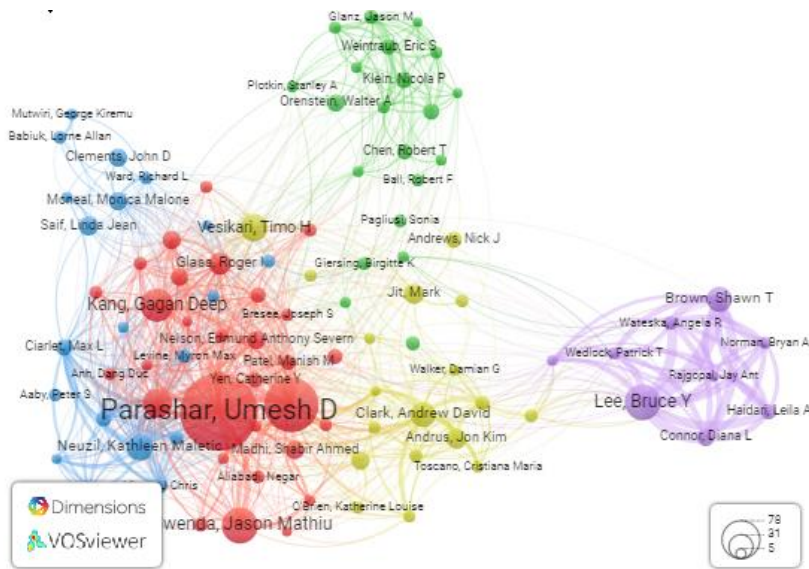 Glanz, Jason M
Weintraub, Eric S
Klein, Nicola P
Plotkin, Stanley A
Orenstein, Walter A
Mutwiri, George Kiremu
Babiuk, Lorne Allan
Clements, John D
Chen, Robert T
Ward, Richard L
Ball, Robert F
Mcneal, Monica Malone
Saif, Linda Jean
Vesikari, Timo H
Pagliusi, Sonia
Andrews, Nick J
Glass, Roger I
Giersing, Birgitte K
Kang, Gagan Deep
Jit, Mark
Brown, Shawn T
Bresee, Joseph S
Wateska, Angela R
Nelson, Edmund Anthony Severn
Ciarlet, Max L
Norman, Bryan A
Levine, Myron Max
Patel, Manish M
Wedlock, Patrick T
Anh, Dang Duc
Walker, Damian G
Rajgopal, Jay Ant
Yen, Catherine Y
Aaby, Peter S
Lee, Bruce Y
Parashar, Umesh D
Clark, Andrew David
Haidari, Leila A
Andrus, Jon Kim
Connor, Diana L
Neuzil, Kathleen Maletic
Madhi, Shabir Ahmed
Toscano, Cristiana Maria
Aliabadi, Negar
Chris
O'Brien, Katherine Louise
wenda, Jason Mathiu
Dimensions
VOSviewer
78
31
5